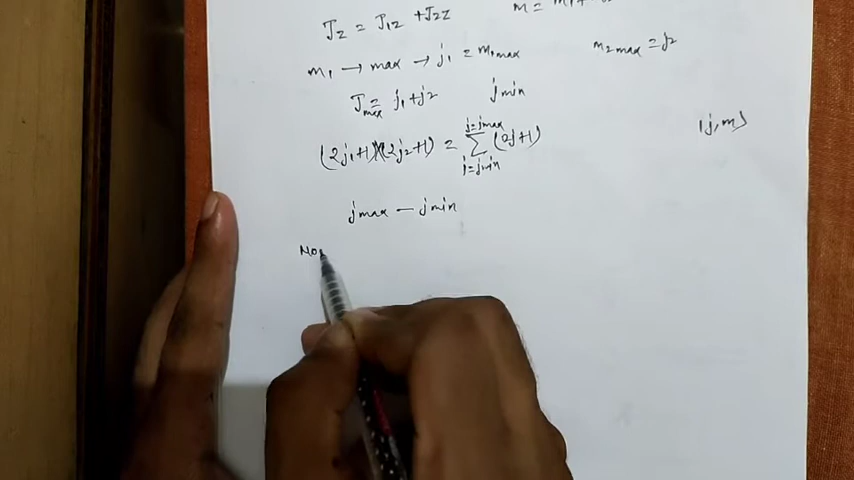 J_z = J_1z + J_2z
m =
m_1 → max → j_1 = m_1max
m_2max = j_2
J_max = j_1 + j_2
j_min
(2j_1+1)(2j_2+1) = Σ_{j=j_min}^{j=j_max} (2j+1)
|j, m⟩
j_max — j_min
No